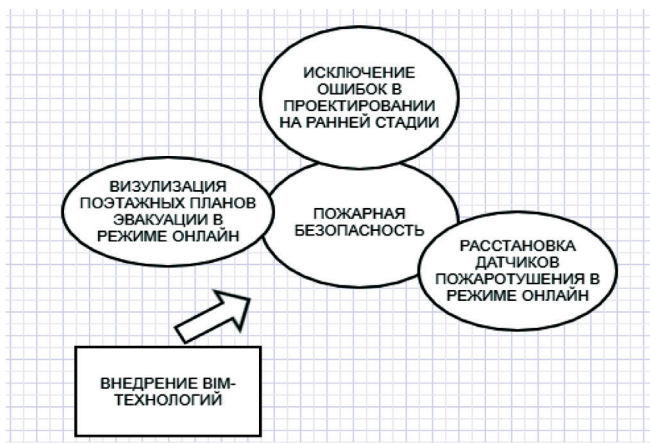 ИСКЛЮЧЕНИЕ
ОШИБОК В
ПРОЕКТИРОВАНИИ
НА РАННЕЙ СТАДИИ
ВИЗУЛИЗАЦИЯ
ПОЭТАЖНЫХ ПЛАНОВ
ЭВАКУАЦИИ В
РЕЖИМЕ ОНЛАЙН
ПОЖАРНАЯ
БЕЗОПАСНОСТЬ
РАССТАНОВКА
ДАТЧИКОВ
ПОЖАРОТУШЕНИЯ В
РЕЖИМЕ ОНЛАЙН
ВНЕДРЕНИЕ BIM-
ТЕХНОЛОГИЙ